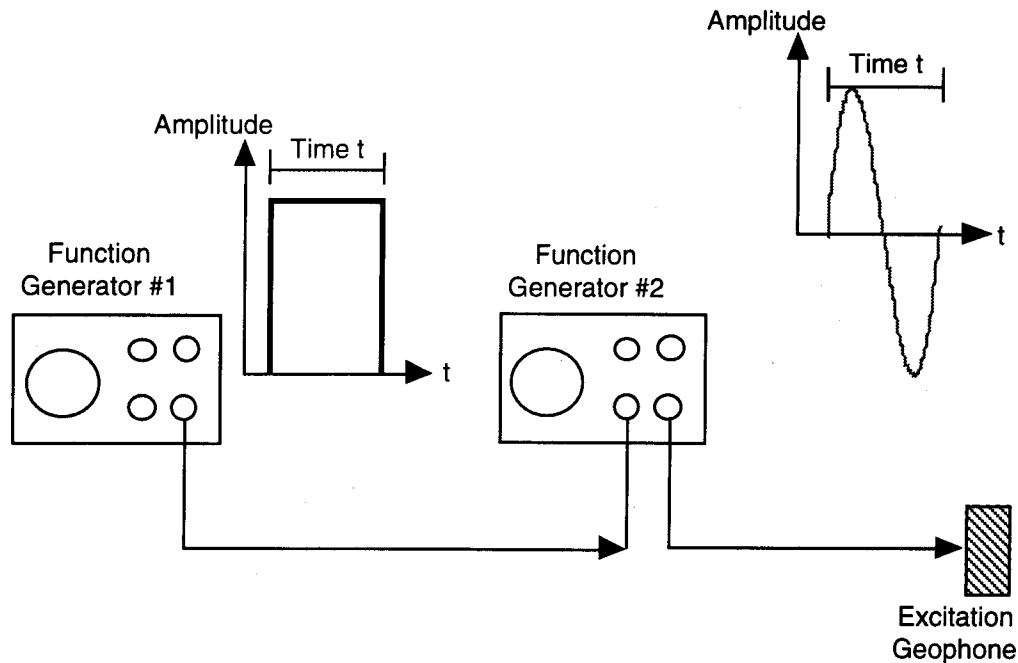 Amplitude
Time t
t
Amplitude
Time t
t
Function
Generator #1
Function
Generator #2
Excitation
Geophone